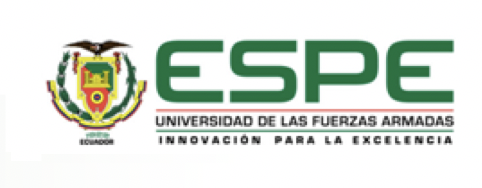 ESPE
UNIVERSIDAD DE LAS FUERZAS ARMADAS
INNOVACIÓN PARA LA EXCELENCIA
ECUADOR